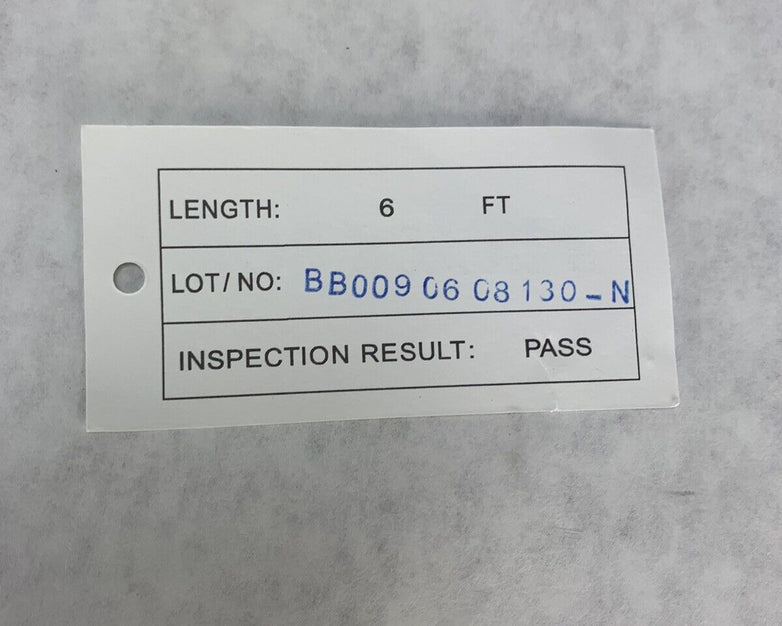 LENGTH: 6 FT
LOT/NO: BB009 06 08 130-N
INSPECTION RESULT: PASS